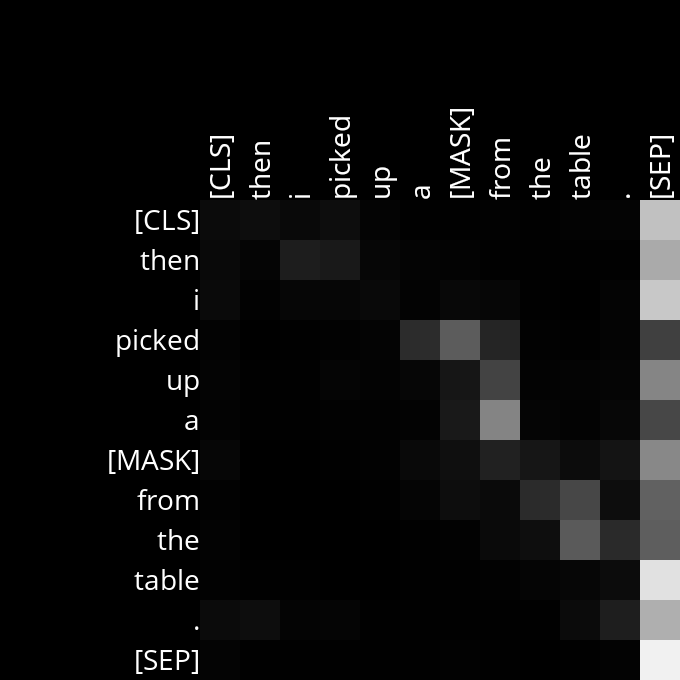 [CLS] then i picked up a [MASK] from the table . [SEP]
[CLS]
then
i
picked
up
a
[MASK]
from
the
table
.
[SEP]